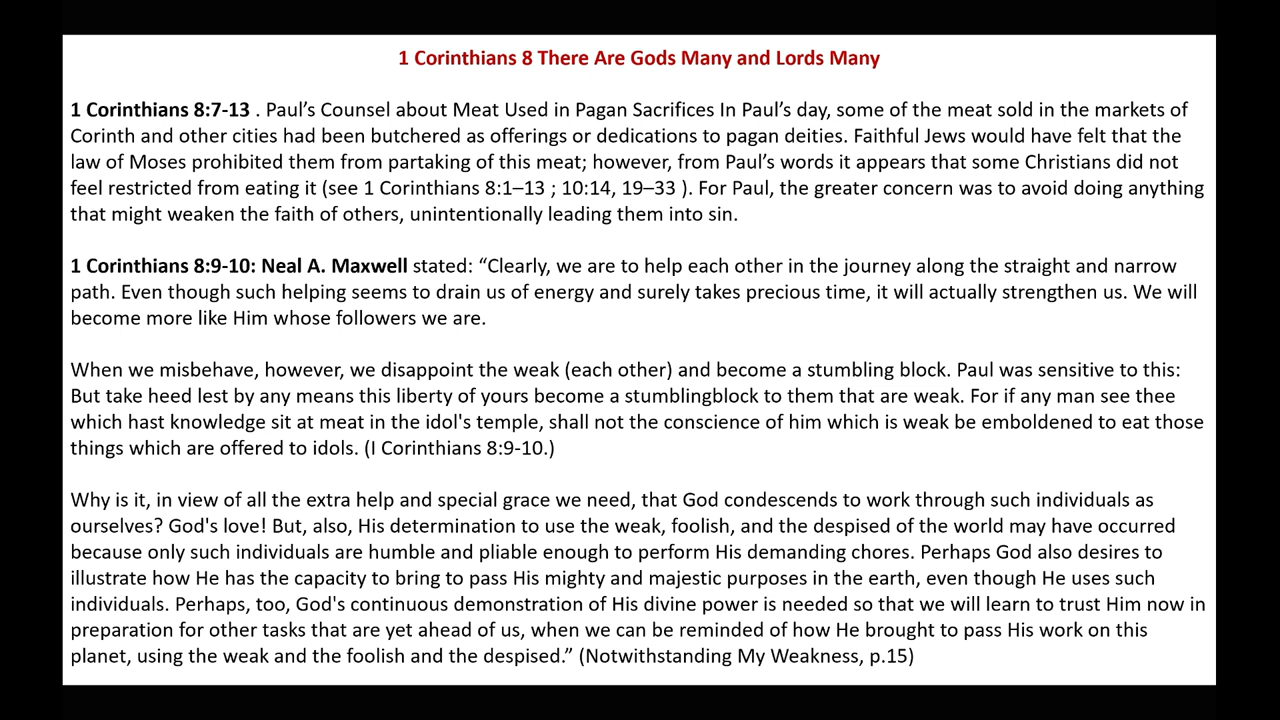 1 Corinthians 8 There Are Gods Many and Lords Many
1 Corinthians 8:7-13 . Paul’s Counsel about Meat Used in Pagan Sacrifices In Paul’s day, some of the meat sold in the markets of
Corinth and other cities had been butchered as offerings or dedications to pagan deities. Faithful Jews would have felt that the
law of Moses prohibited them from partaking of this meat; however, from Paul’s words it appears that some Christians did not
feel restricted from eating it (see 1 Corinthians 8:1–13 ; 10:14, 19–33 ). For Paul, the greater concern was to avoid doing anything
that might weaken the faith of others, unintentionally leading them into sin.
1 Corinthians 8:9-10: Neal A. Maxwell stated: “Clearly, we are to help each other in the journey along the straight and narrow
path. Even though such helping seems to drain us of energy and surely takes precious time, it will actually strengthen us. We will
become more like Him whose followers we are.
When we misbehave, however, we disappoint the weak (each other) and become a stumbling block. Paul was sensitive to this:
But take heed lest by any means this liberty of yours become a stumblingblock to them that are weak. For if any man see thee
which hast knowledge sit at meat in the idol's temple, shall not the conscience of him which is weak be emboldened to eat those
things which are offered to idols. (I Corinthians 8:9-10.)
Why is it, in view of all the extra help and special grace we need, that God condescends to work through such individuals as
ourselves? God's love! But, also, His determination to use the weak, foolish, and the despised of the world may have occurred
because only such individuals are humble and pliable enough to perform His demanding chores. Perhaps God also desires to
illustrate how He has the capacity to bring to pass His mighty and majestic purposes in the earth, even though He uses such
individuals. Perhaps, too, God's continuous demonstration of His divine power is needed so that we will learn to trust Him now in
preparation for other tasks that are yet ahead of us, when we can be reminded of how He brought to pass His work on this
planet, using the weak and the foolish and the despised.” (Notwithstanding My Weakness, p.15)